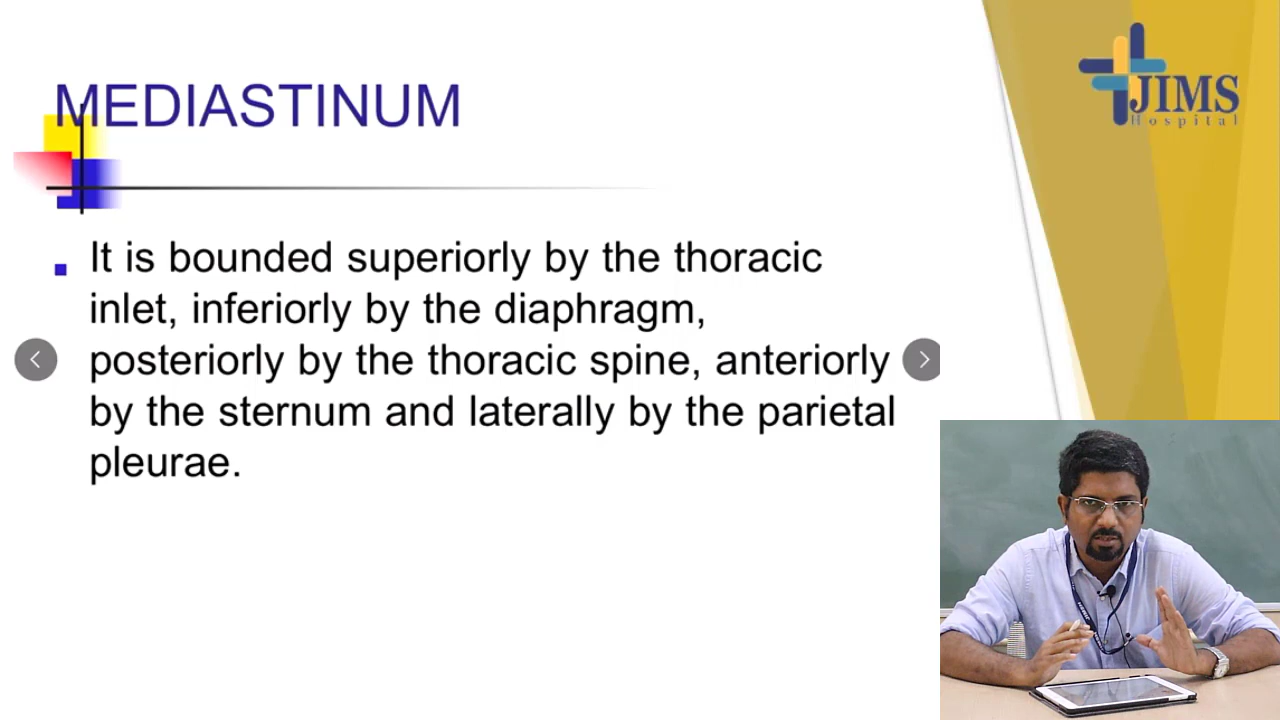 MEDIASTINUM
JIMS
Hospital
It is bounded superiorly by the thoracic
inlet, inferiorly by the diaphragm,
posteriorly by the thoracic spine, anteriorly
by the sternum and laterally by the parietal
pleurae.